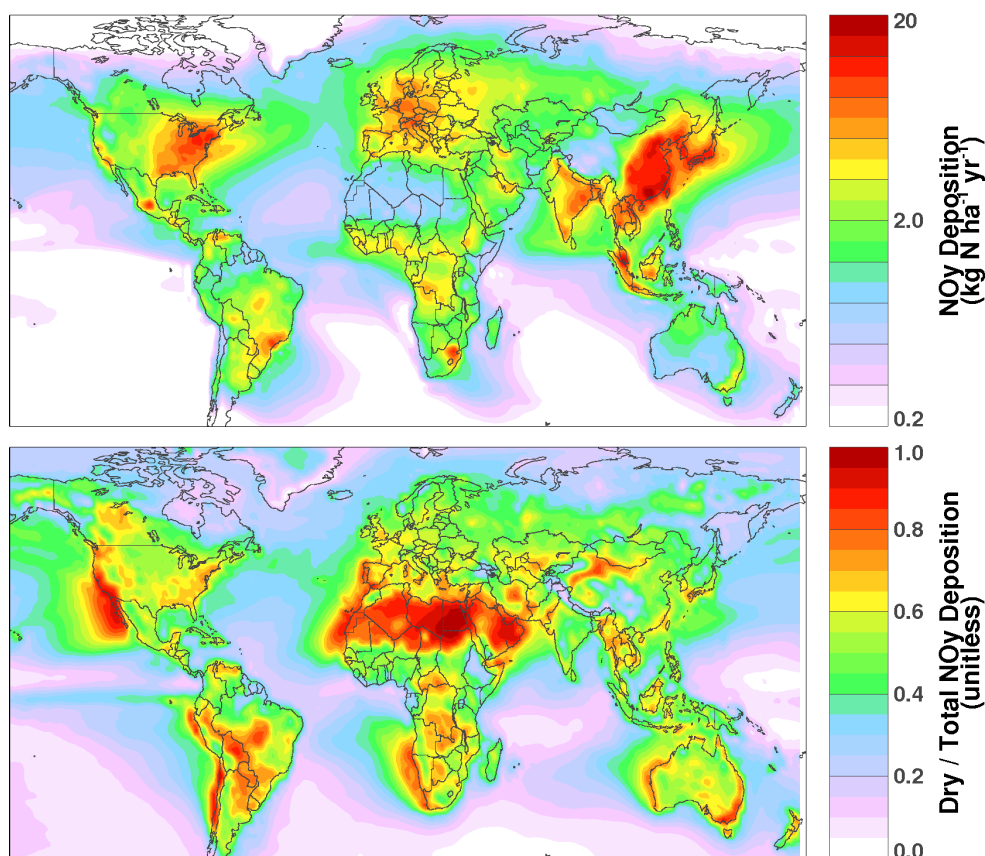 20
2.0
0.2
NOy Deposition
(kg N ha⁻¹ yr⁻¹)
1.0
0.8
0.6
0.4
0.2
0.0
Dry / Total NOy Deposition
(unitless)